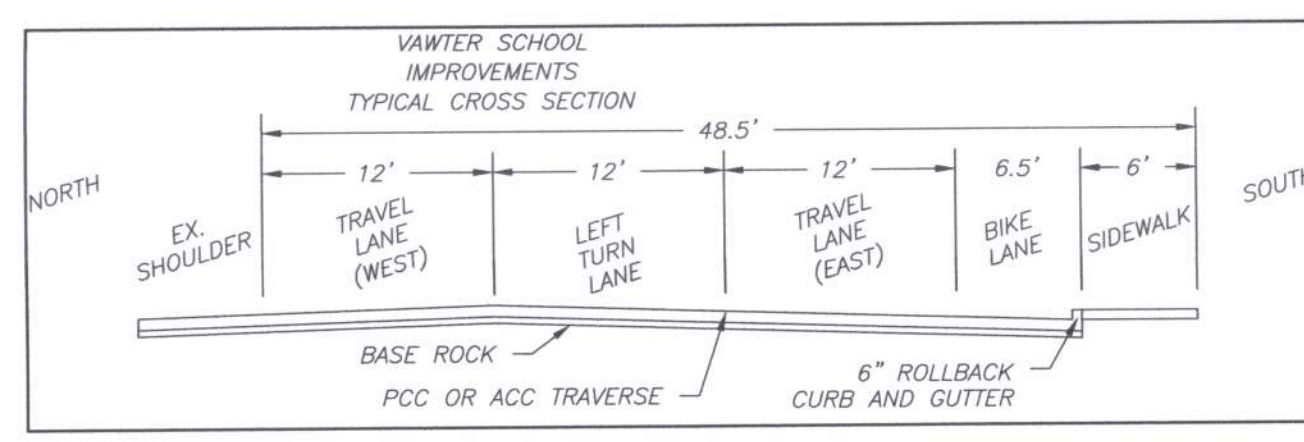 VAWTER SCHOOL
IMPROVEMENTS
TYPICAL CROSS SECTION
48.5'
12'
12'
12'
6.5'
6'
NORTH
EX.
SHOULDER
TRAVEL
LANE
(WEST)
LEFT
TURN
LANE
TRAVEL
LANE
(EAST)
BIKE
LANE
SIDEWALK
SOUTH
BASE ROCK
PCC OR ACC TRAVERSE
6" ROLLBACK
CURB AND GUTTER